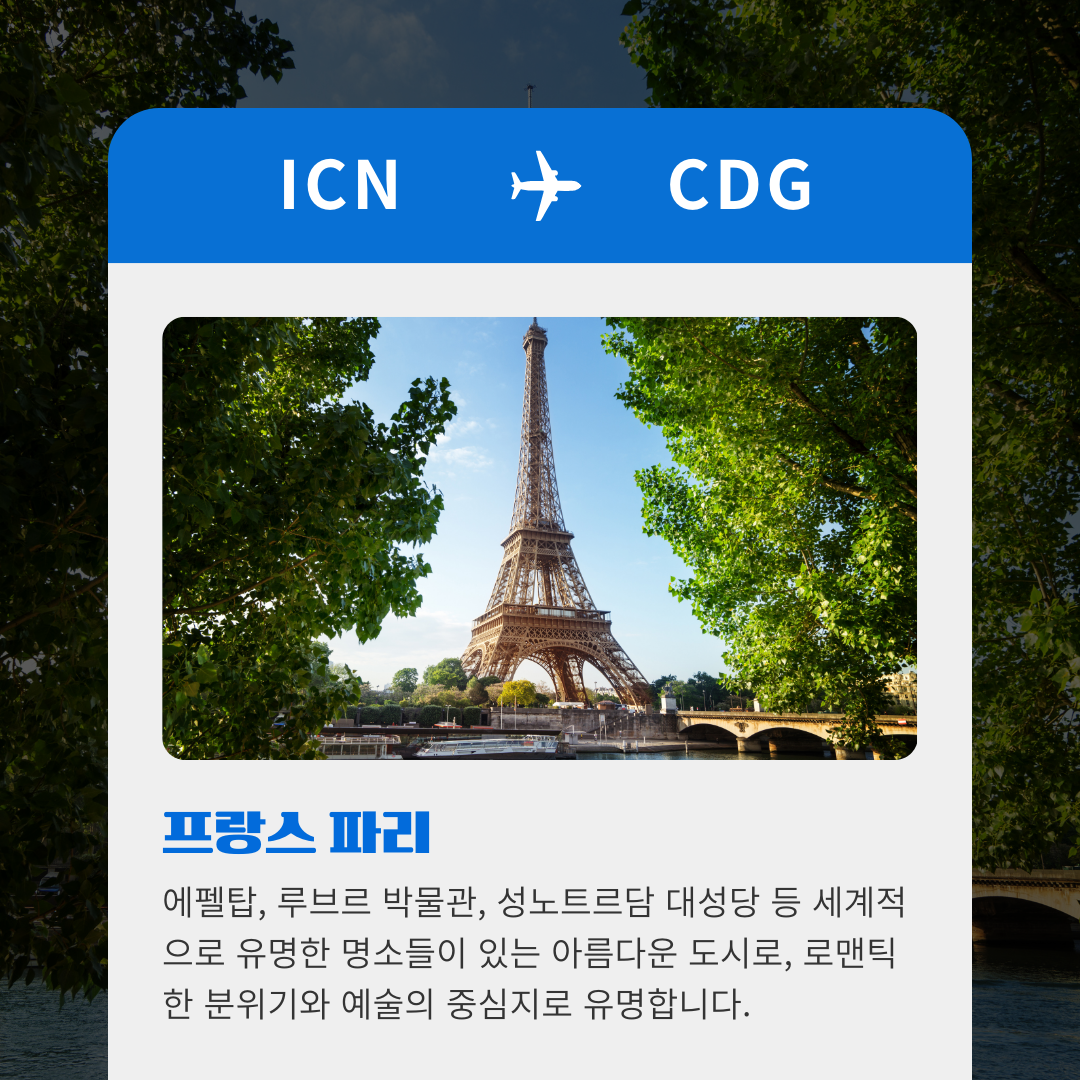 ICN CDG
프랑스 파리
에펠탑, 루브르 박물관, 성노트르담 대성당 등 세계적
으로 유명한 명소들이 있는 아름다운 도시로, 로맨틱
한 분위기와 예술의 중심지로 유명합니다.